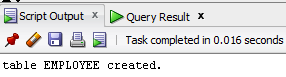 Script Output x Query Result x
Task completed in 0.016 seconds
table EMPLOYEE created.